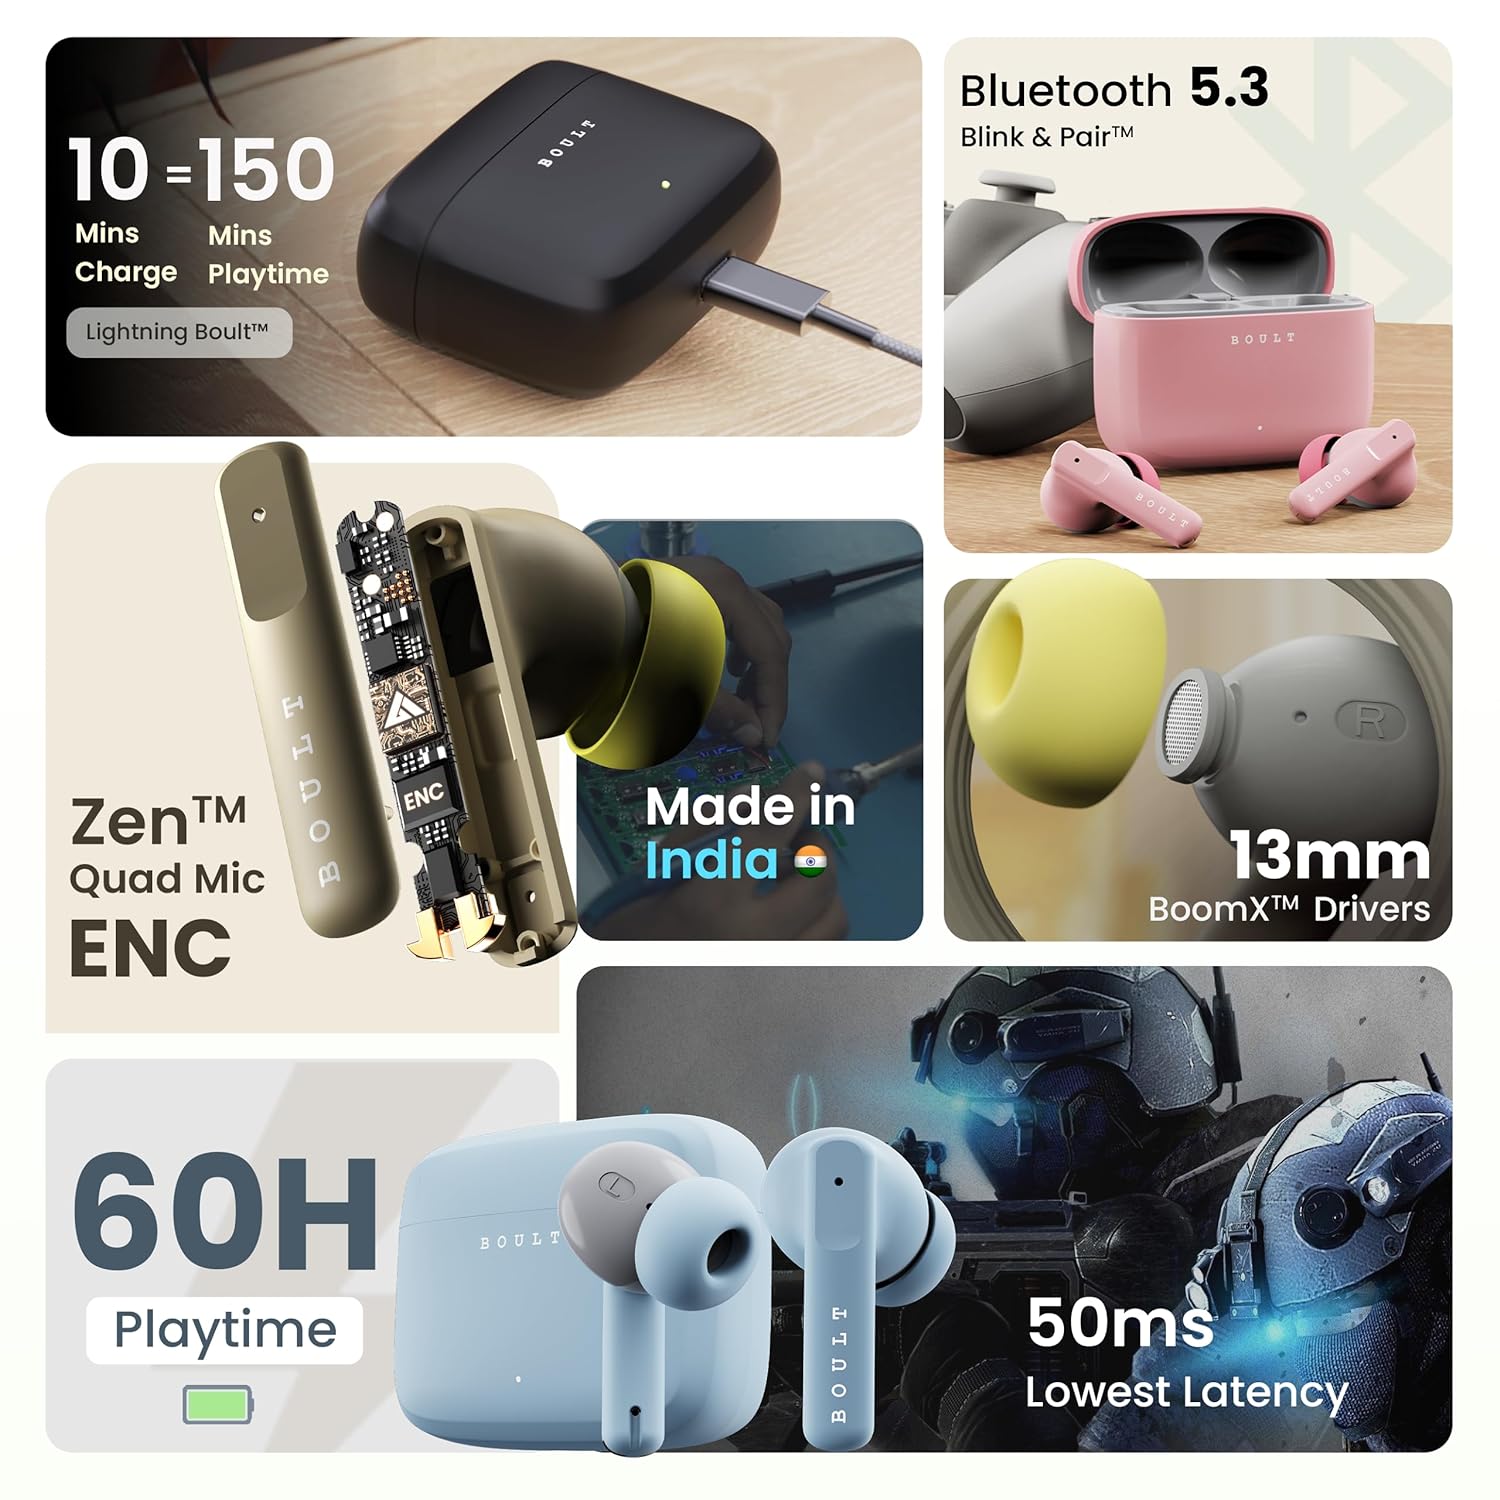 10 = 150
Mins Mins
Charge Playtime
Lightning Boult™
BOULT
Bluetooth 5.3
Blink & Pair™
BOULT
BOULT
BOULT
Zen™
Quad Mic
ENC
BOULT
ENC
Made in
India
R
13mm
BoomX™ Drivers
60H
Playtime
BOULT
L
BOULT
50ms
Lowest Latency